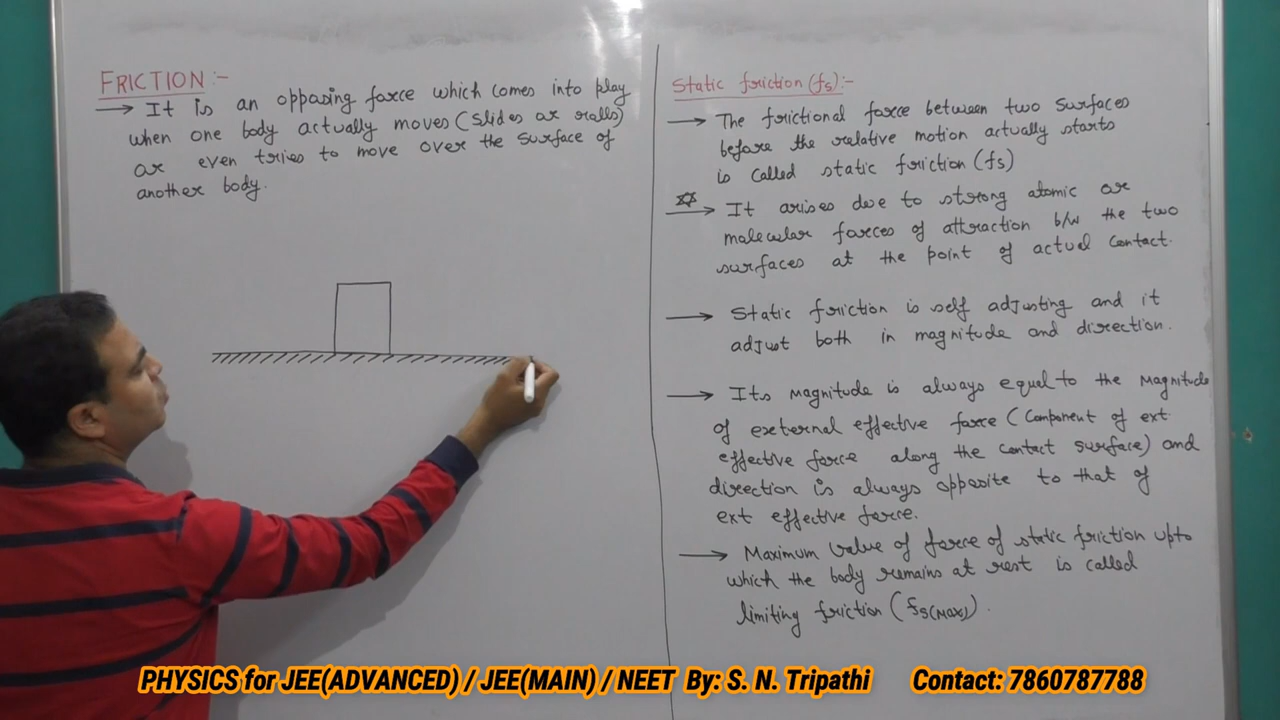 FRICTION :-
→ It is an opposing force which comes into play
when one body actually moves (slides or rolls)
or even tries to move over the surface of
another body.
Static friction (fs) :-
→ The frictional force between two surfaces
before the relative motion actually starts
is called static friction (fs)
→ It arises due to strong atomic or
molecular forces of attraction b/w the two
surfaces at the point of actual contact.
→ Static friction is self adjusting and it
adjust both in magnitude and direction.
→ Its magnitude is always equal to the magnitude
of external effective force (component of ext
effective force along the contact surface) and
direction is always opposite to that of
ext effective force.
→ Maximum value of force of static friction upto
which the body remains at rest is called
limiting friction (fs(Max)).
PHYSICS for JEE(ADVANCED) / JEE(MAIN) / NEET By: S. N. Tripathi Contact: 7860787788